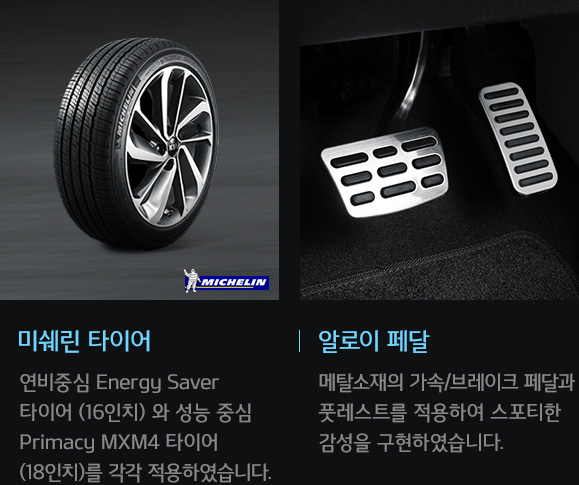 MICHELIN
MICHELIN
미쉐린 타이어
연비중심 Energy Saver
타이어 (16인치) 와 성능 중심
Primacy MXM4 타이어
(18인치)를 각각 적용하였습니다.
알로이 페달
메탈소재의 가속/브레이크 페달과
풋레스트를 적용하여 스포티한
감성을 구현하였습니다.